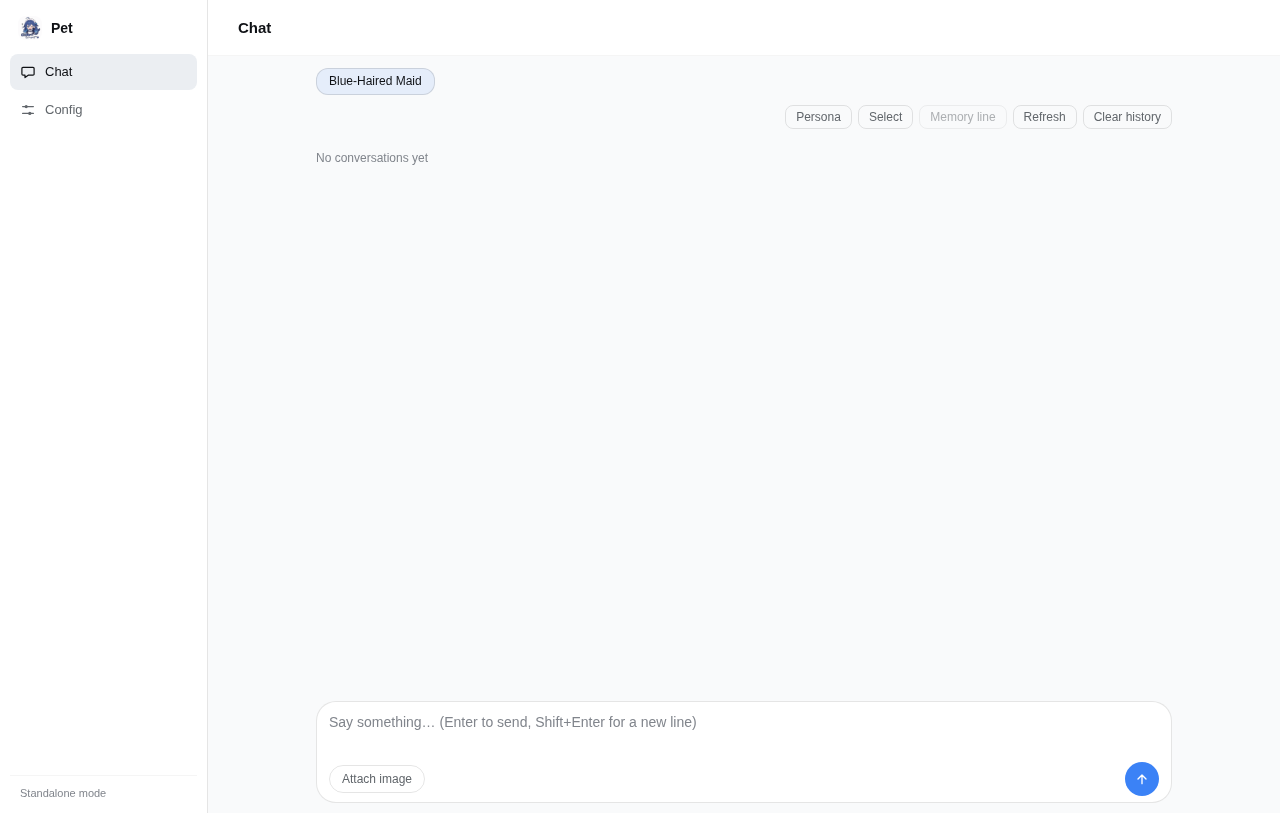 Pet
Chat
Config
Standalone mode
Chat
Blue-Haired Maid
Persona
Select
Memory line
Refresh
Clear history
No conversations yet
Say something… (Enter to send, Shift+Enter for a new line)
Attach image